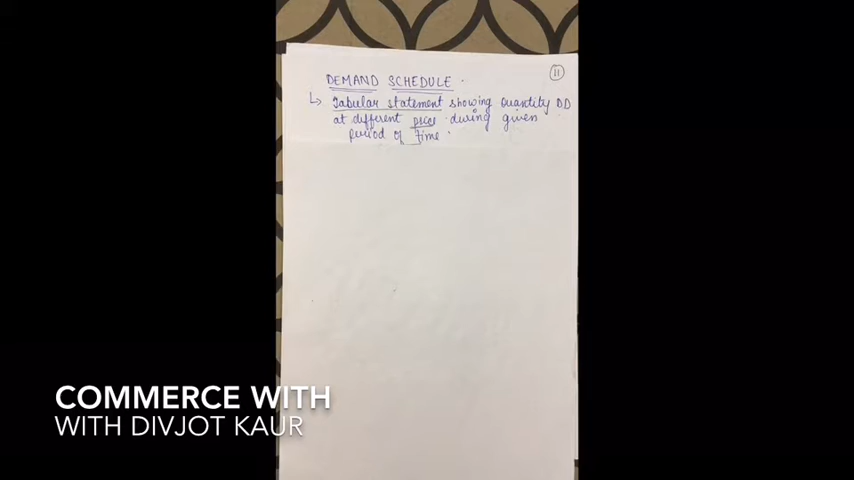 11
DEMAND SCHEDULE.
↳ Tabular statement showing Quantity DD
at different prices during given
period of time.
COMMERCE WITH
WITH DIVJOT KAUR